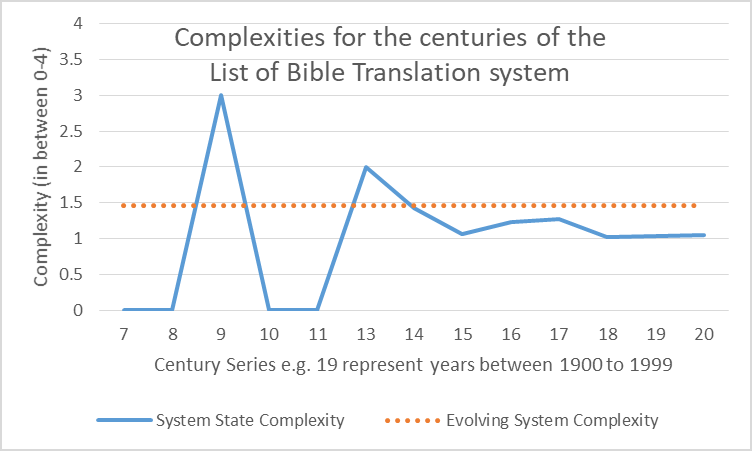 Complexities for the centuries of the
List of Bible Translation system
Complexity (in between 0-4)
4
3.5
3
2.5
2
1.5
1
0.5
0
7 8 9 10 11 13 14 15 16 17 18 19 20
Century Series e.g. 19 represent years between 1900 to 1999
System State Complexity Evolving System Complexity